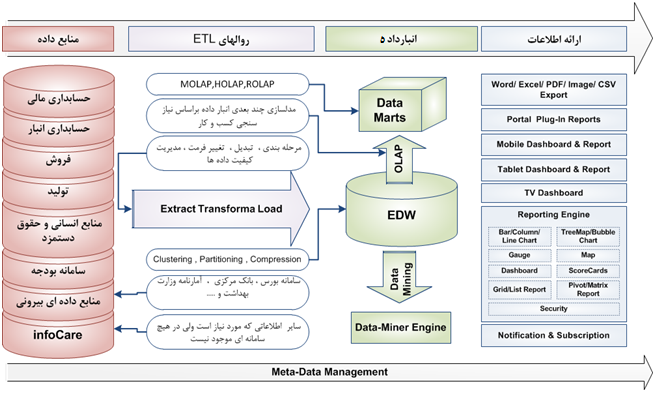 منابع داده
روالهای ETL
انبارداده
ارائه اطلاعات
حسابداری مالی
حسابداری انبار
فروش
تولید
منابع انسانی و حقوق
دستمزد
سامانه بودجه
منابع داده ای بیرونی
infoCare
MOLAP,HOLAP,ROLAP
مدلسازی چند بعدی انبار داده براساس نیاز
سنجی کسب و کار
مرحله بندی ، تبدیل ، تغییر فرمت ، مدیریت
کیفیت داده ها
Extract Transforma Load
Clustering , Partitioning , Compression
سامانه بورس ، بانک مرکزی ، آمارنامه وزارت
بهداشت و ....
سایر اطلاعاتی که مورد نیاز است ولی در هیچ
سامانه ای موجود نیست
Data
Marts
OLAP
EDW
Data
Mining
Data-Miner Engine
Word/ Excel/ PDF/ Image/ CSV
Export
Portal Plug-In Reports
Mobile Dashboard & Report
Tablet Dashboard & Report
TV Dashboard
Reporting Engine
Bar/Column/
Line Chart
TreeMap/Bubble
Chart
Gauge
Map
Dashboard
ScoreCards
Grid/List Report
Pivot/Matrix
Report
Security
Notification & Subscription
Meta-Data Management